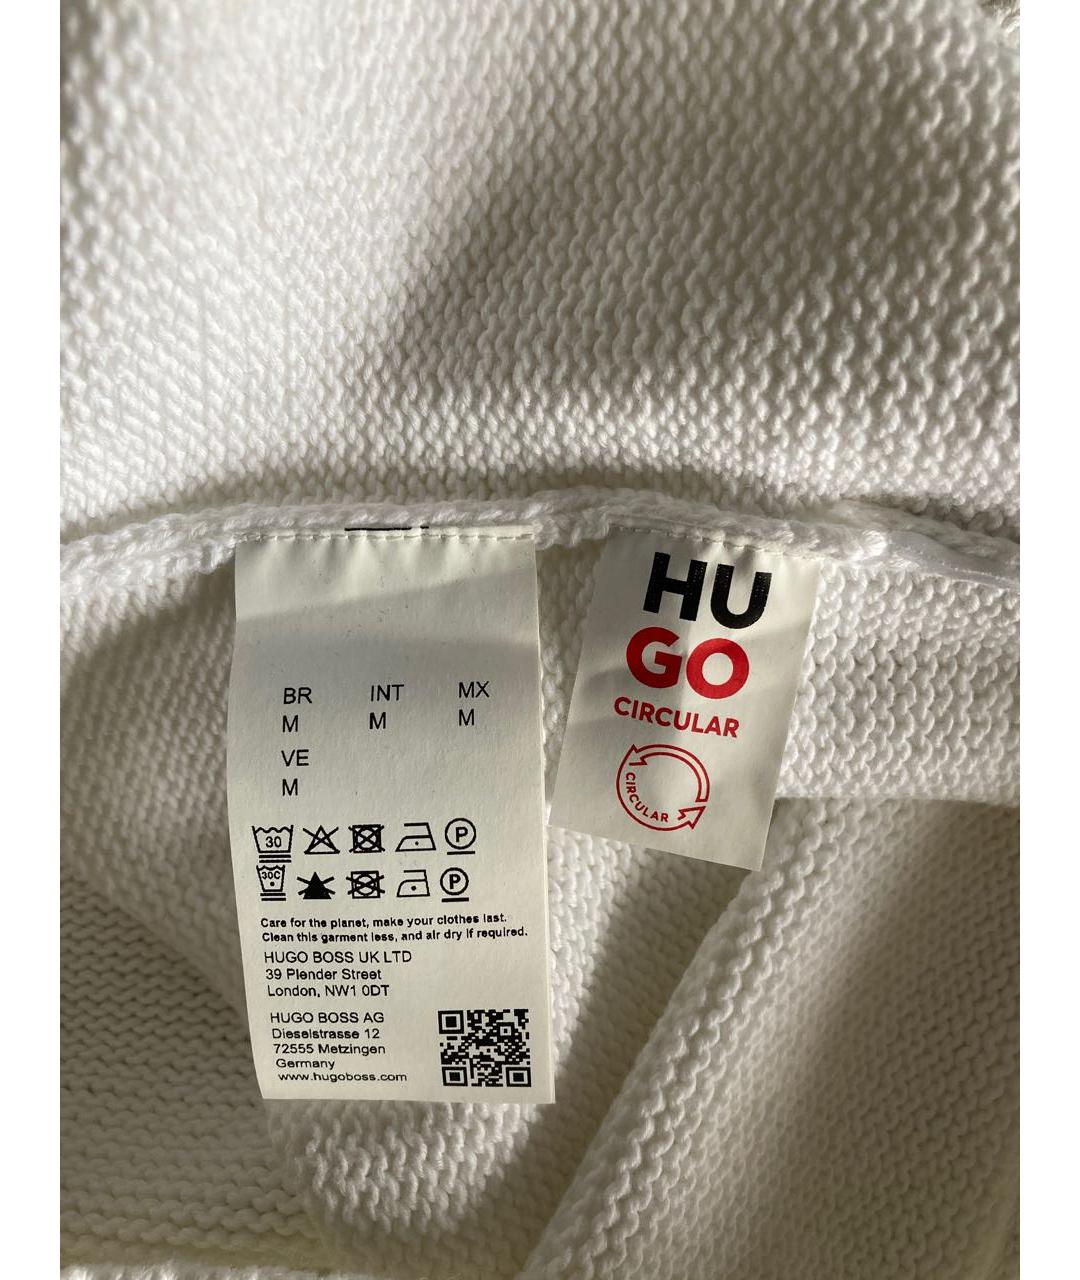 BR INT MX
M M M
VE
M
30 P
30C P
Care for the planet, make your clothes last.
Clean this garment less, and air dry if required.
HUGO BOSS UK LTD
39 Plender Street
London, NW1 0DT
HUGO BOSS AG
Dieselstrasse 12
72555 Metzingen
Germany
www.hugoboss.com
HU
GO
CIRCULAR
CIRCULAR